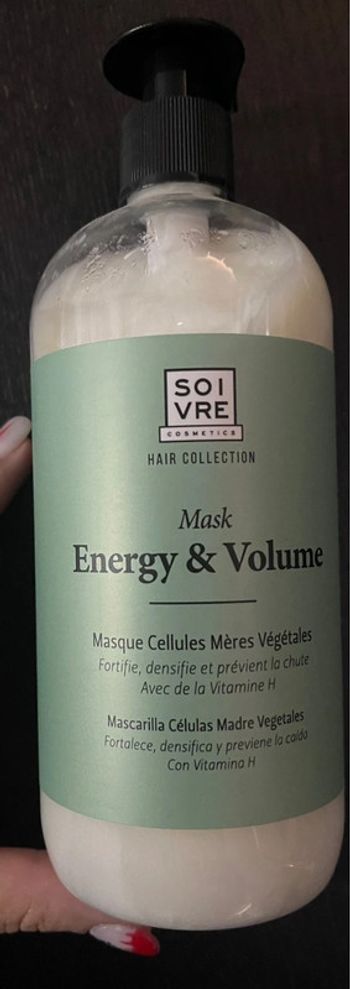 SOI
VRE
COSMETICS
HAIR COLLECTION
Mask
Energy & Volume
Masque Cellules Mères Végétales
Fortifie, densifie et prévient la chute
Avec de la Vitamine H
Mascarilla Células Madre Vegetales
Fortalece, densifica y previene la caída
Con Vitamina H